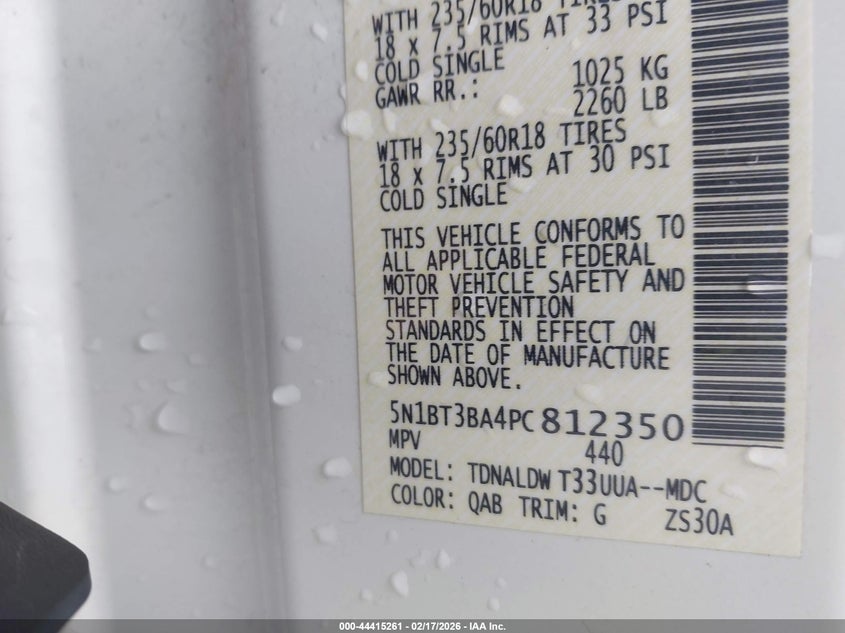 WITH 235/60R18 TIRES
18 x 7.5 RIMS AT 33 PSI
COLD SINGLE
GAWR RR.: 1025 KG
2260 LB
WITH 235/60R18 TIRES
18 x 7.5 RIMS AT 30 PSI
COLD SINGLE
THIS VEHICLE CONFORMS TO
ALL APPLICABLE FEDERAL
MOTOR VEHICLE SAFETY AND
THEFT PREVENTION
STANDARDS IN EFFECT ON
THE DATE OF MANUFACTURE
SHOWN ABOVE.
5N1BT3BA4PC812350
MPV 440
MODEL: TDNALDW T33UUA--MDC
COLOR: QAB TRIM: G ZS30A
000-44415261 - 02/17/2026 - IAA Inc.